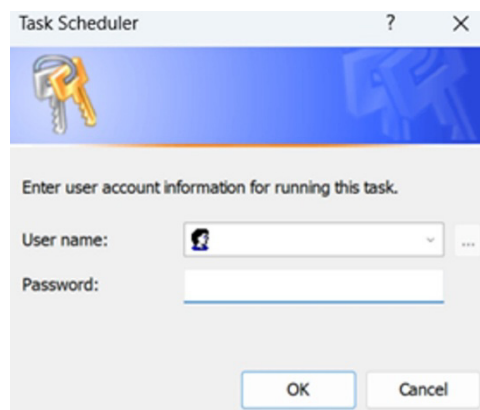 Task Scheduler ? ✕
Enter user account information for running this task.
User name:
...
Password:
OK Cancel